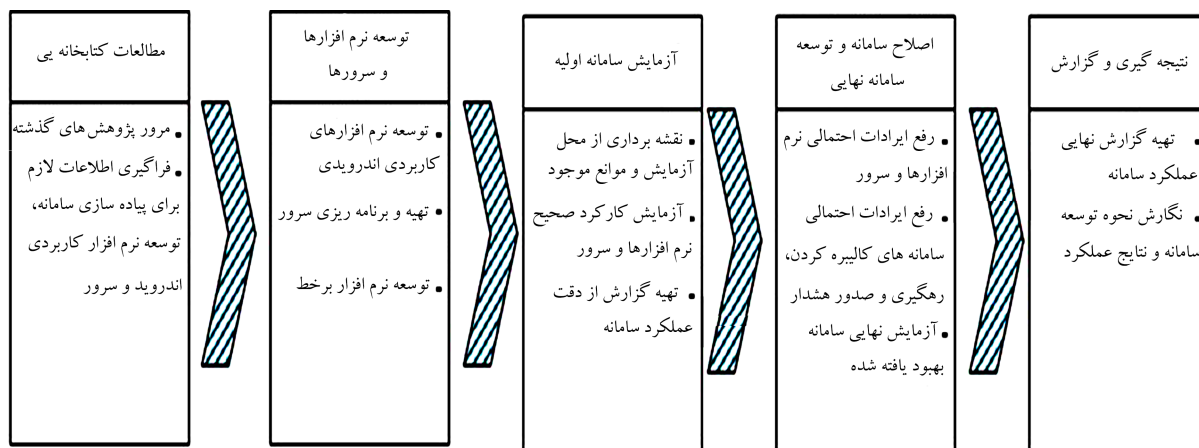 مطالعات کتابخانه یی
▪ مرور پژوهش های گذشته
▪ فراگیری اطلاعات لازم
برای پیاده سازی سامانه،
توسعه نرم افزار کاربردی
اندروید و سرور
توسعه نرم افزارها
و سرورها
▪ توسعه نرم افزارهای
کاربردی اندرویدی
▪ تهیه و برنامه ریزی سرور
▪ توسعه نرم افزار برخط
آزمایش سامانه اولیه
▪ نقشه برداری از محل
آزمایش و موانع موجود
▪ آزمایش کارکرد صحیح
نرم افزارها و سرور
▪ تهیه گزارش از دقت
عملکرد سامانه
اصلاح سامانه و توسعه
سامانه نهایی
▪ رفع ایرادات احتمالی نرم
افزارها و سرور
▪ رفع ایرادات احتمالی
سامانه های کالیبره کردن،
رهگیری و صدور هشدار
▪ آزمایش نهایی سامانه
بهبود یافته شده
نتیجه گیری و گزارش
▪ تهیه گزارش نهایی
عملکرد سامانه
▪ نگارش نحوه توسعه
سامانه و نتایج عملکرد